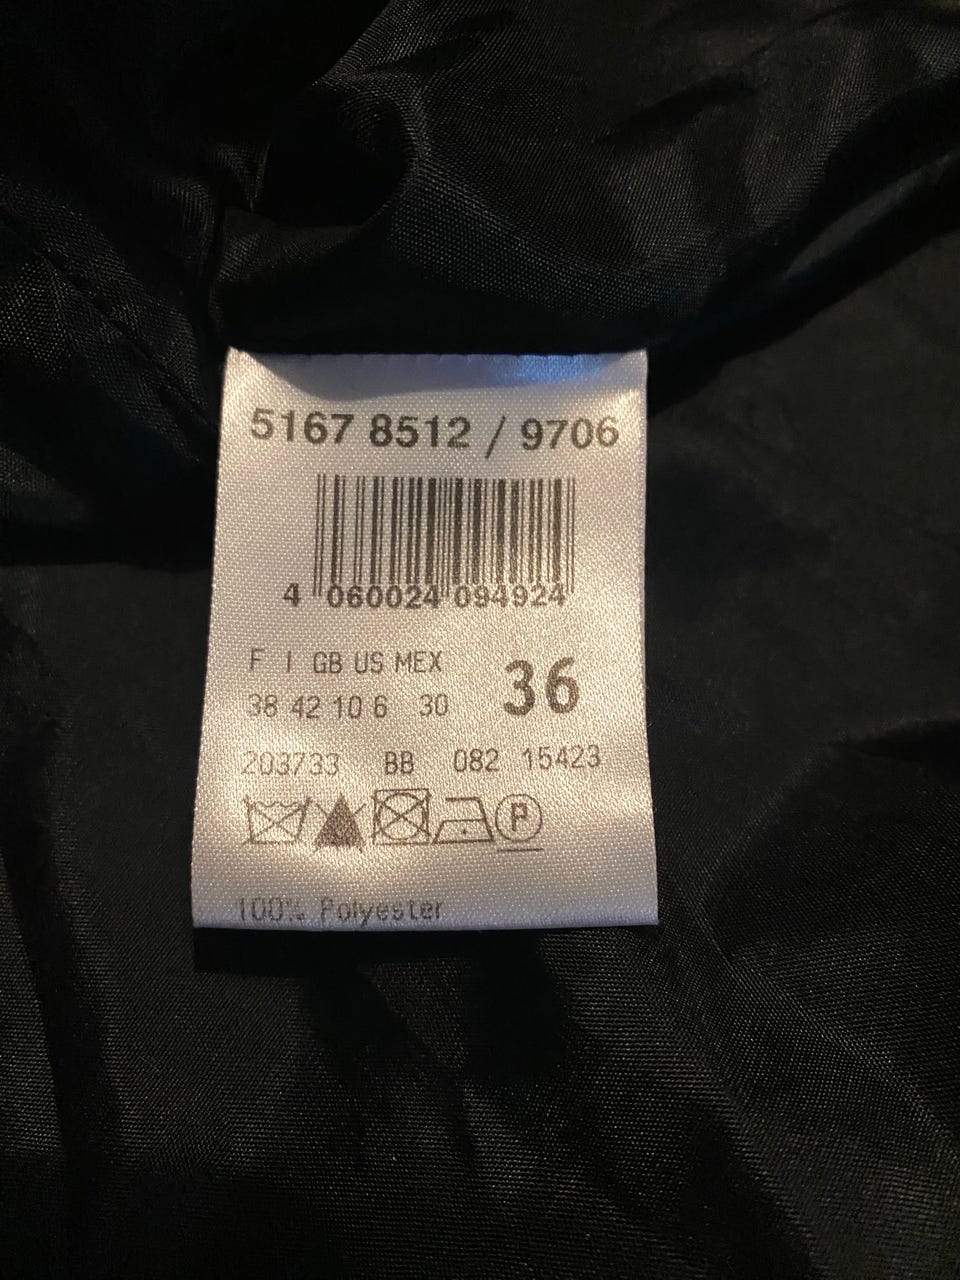 5167 8512 / 9706
4 060024 094924
F I GB US MEX
38 42 10 6 30
36
203733 BB 082 15423
P
100% Polyester